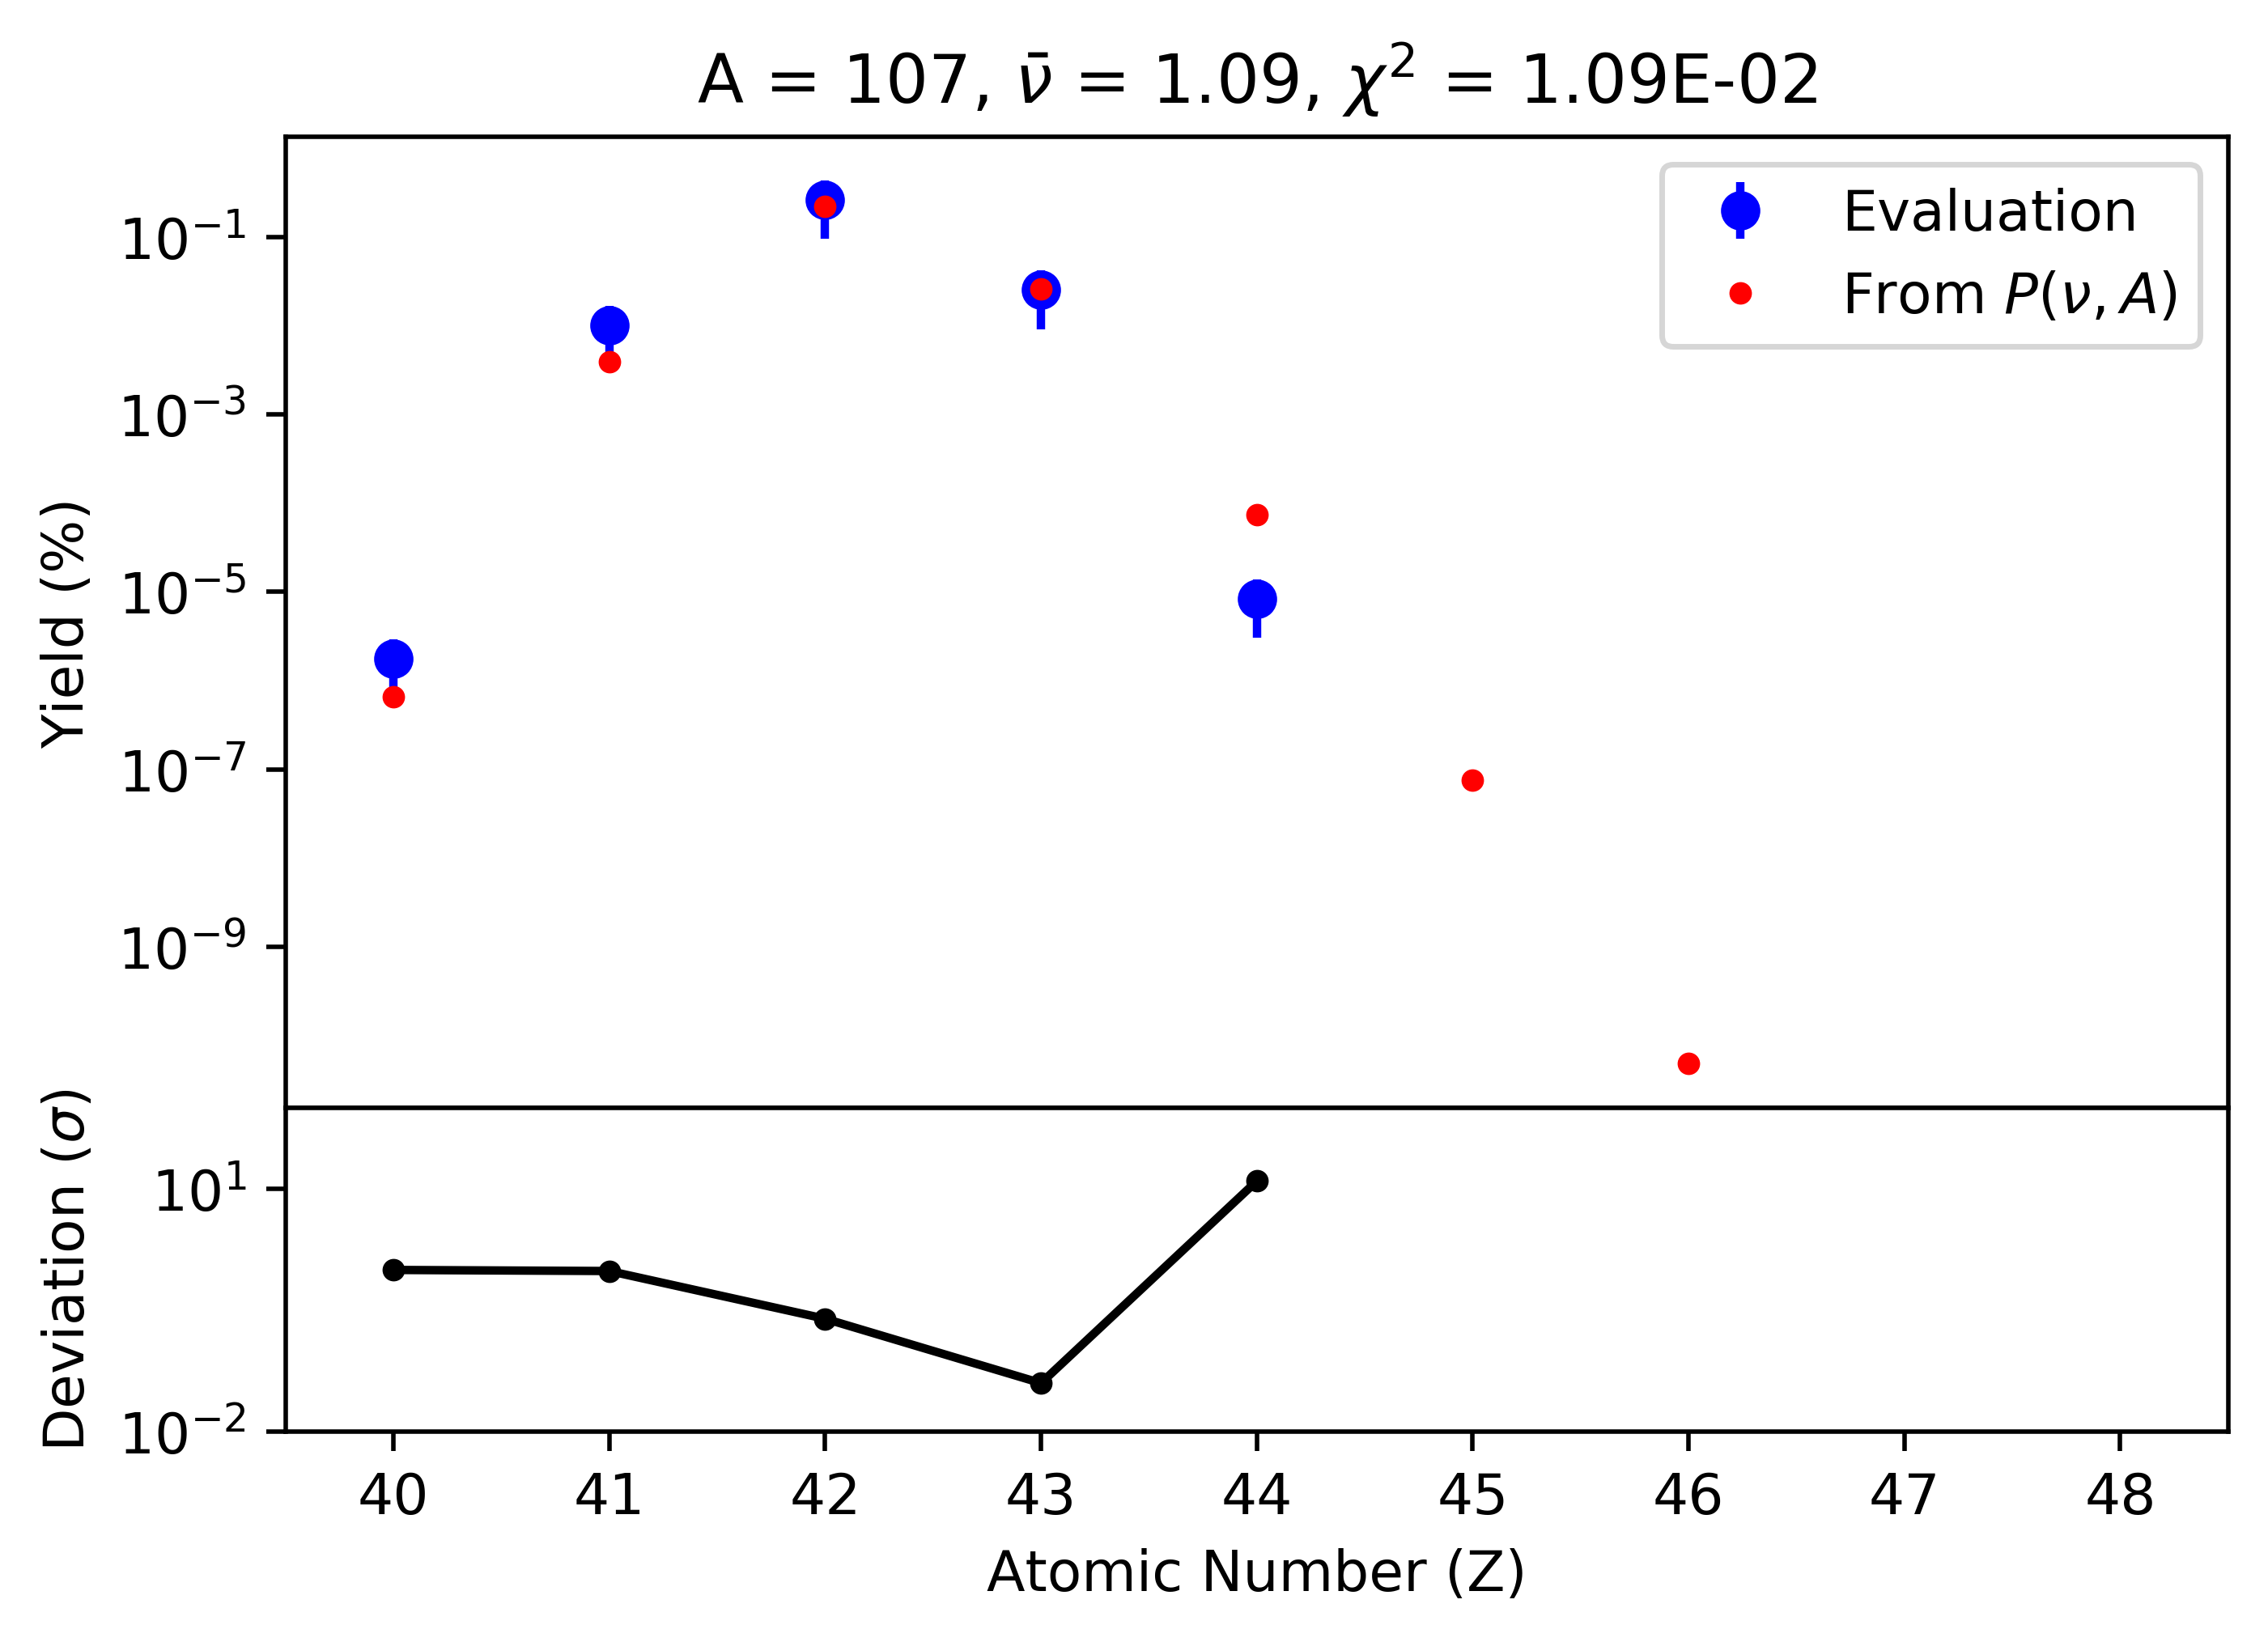 A = 107, ν̄ = 1.09, χ² = 1.09E-02
Evaluation
From P(ν, A)
Yield (%)
10⁻¹
10⁻³
10⁻⁵
10⁻⁷
10⁻⁹
Deviation (σ)
10¹
10⁻²
40 41 42 43 44 45 46 47 48
Atomic Number (Z)